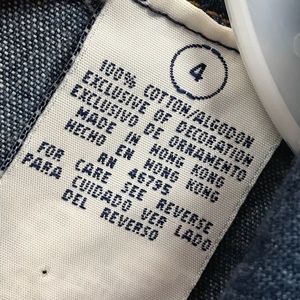 4
100% COTTON/ALGODON
EXCLUSIVE OF DECORATION
EXCLUSIVO DE ORNAMENTO
MADE IN HONG KONG
HECHO EN HONG KONG
RN 46735
FOR CARE SEE REVERSE
PARA CUIDADO VER LADO
DEL REVERSO